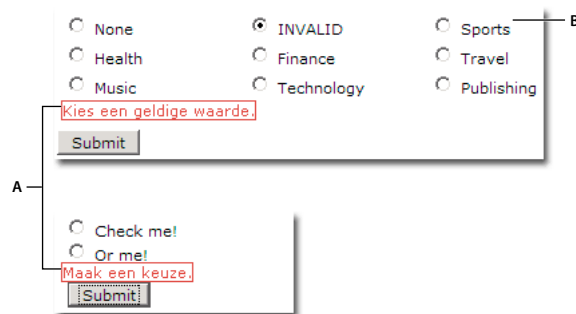 None INVALID Sports B
Health Finance Travel
Music Technology Publishing
Kies een geldige waarde.
Submit
A
Check me!
Or me!
Maak een keuze.
Submit